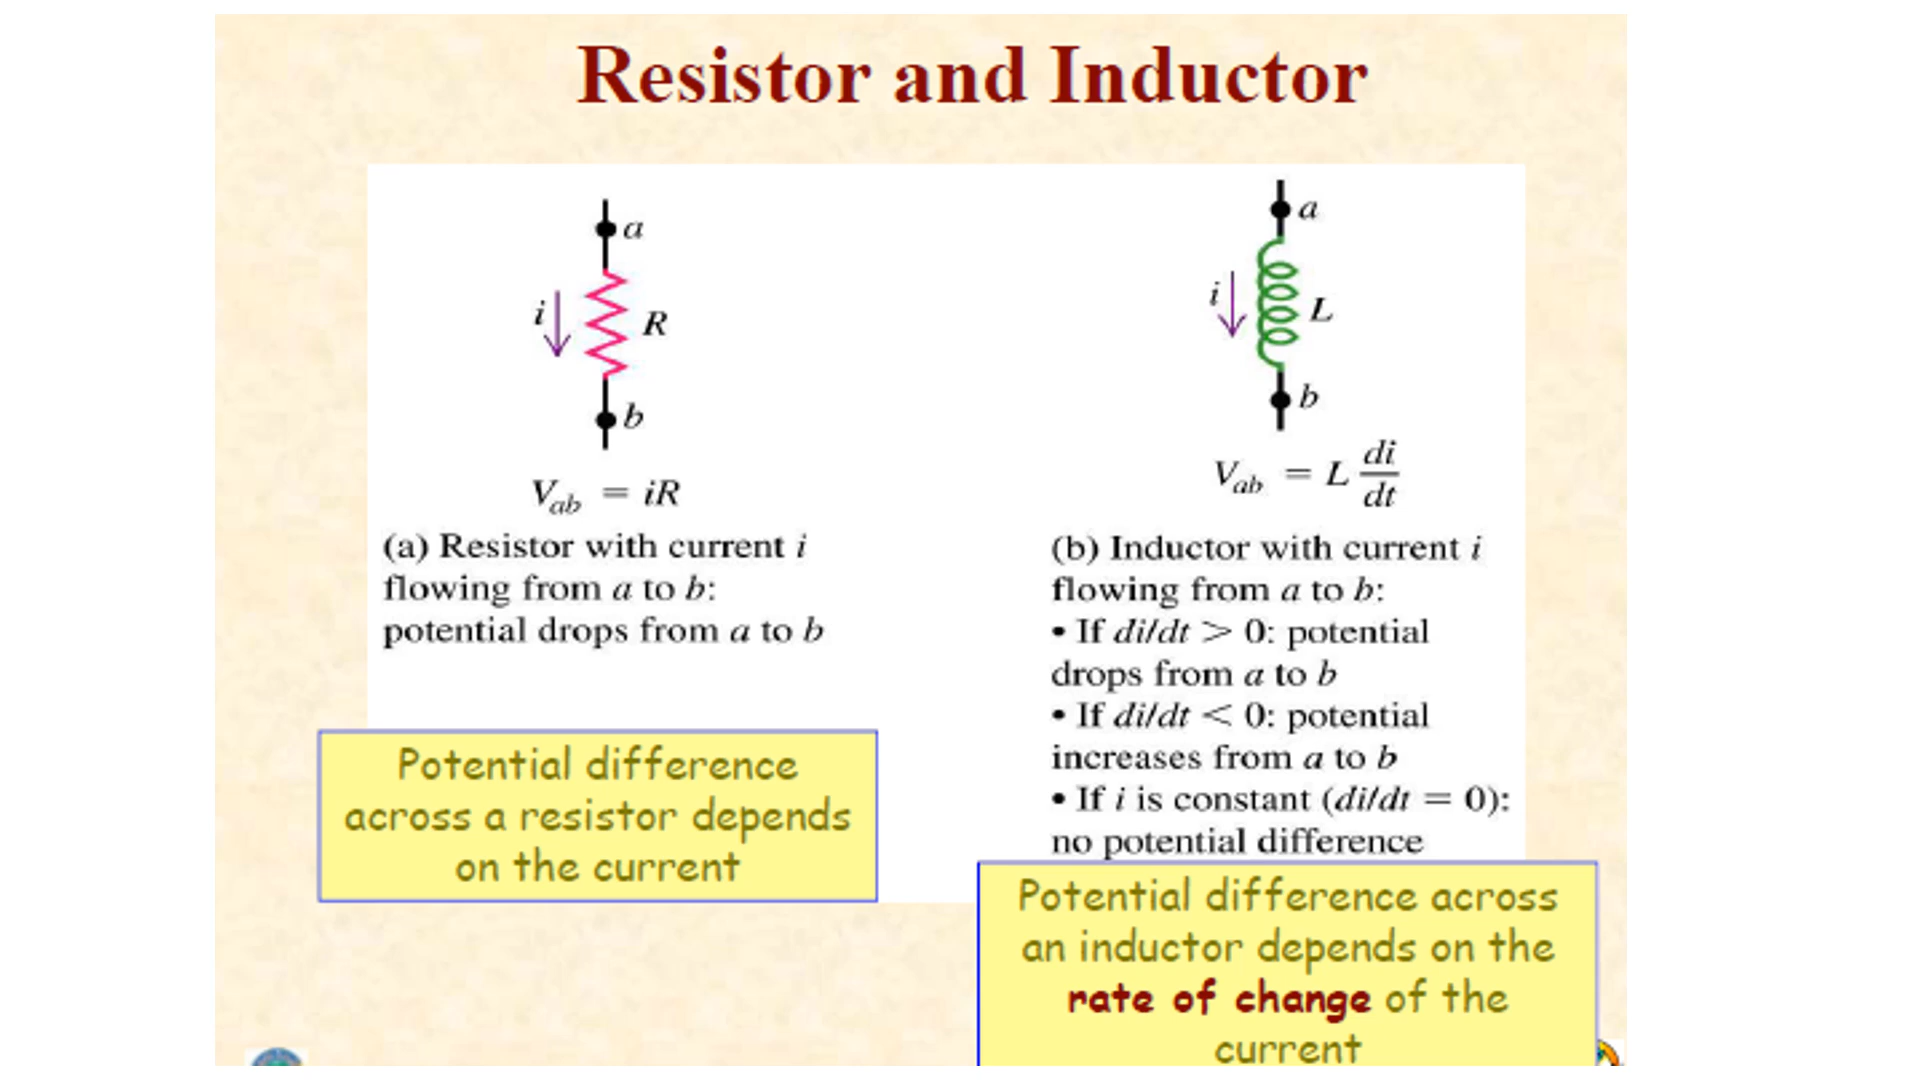 Resistor and Inductor
a
i
R
b
V_ab = iR
(a) Resistor with current i
flowing from a to b:
potential drops from a to b
Potential difference
across a resistor depends
on the current
a
i
L
b
V_ab = L di/dt
(b) Inductor with current i
flowing from a to b:
• If di/dt > 0: potential
drops from a to b
• If di/dt < 0: potential
increases from a to b
• If i is constant (di/dt = 0):
no potential difference
Potential difference across
an inductor depends on the
rate of change of the
current